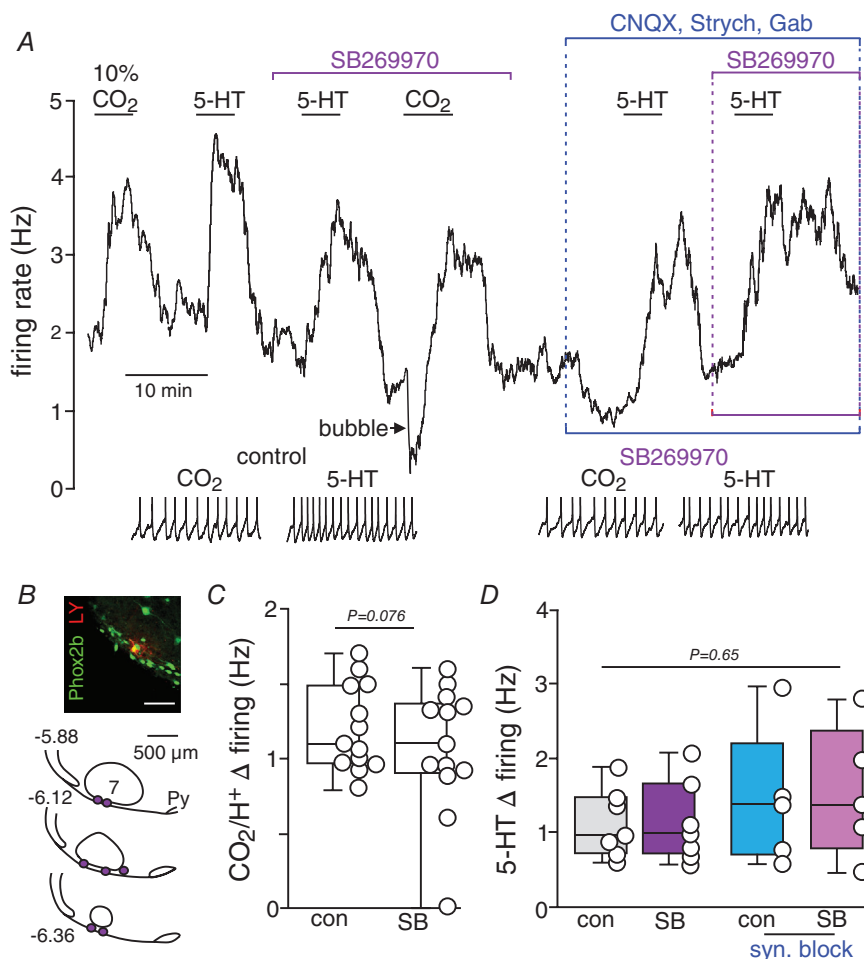 A
CNQX, Strych, Gab
SB269970
SB269970
10%
CO2
5-HT
5-HT
CO2
5-HT
5-HT
5
4
3
2
1
0
firing rate (Hz)
10 min
bubble
control
SB269970
CO2
5-HT
CO2
5-HT
B
Phox2b LY
500 µm
-5.88
7
Py
-6.12
-6.36
C
P=0.076
2
1
0
CO2/H+ Δ firing (Hz)
con
SB
D
P=0.65
4
3
2
1
0
5-HT Δ firing (Hz)
con
SB
con
SB
syn. block